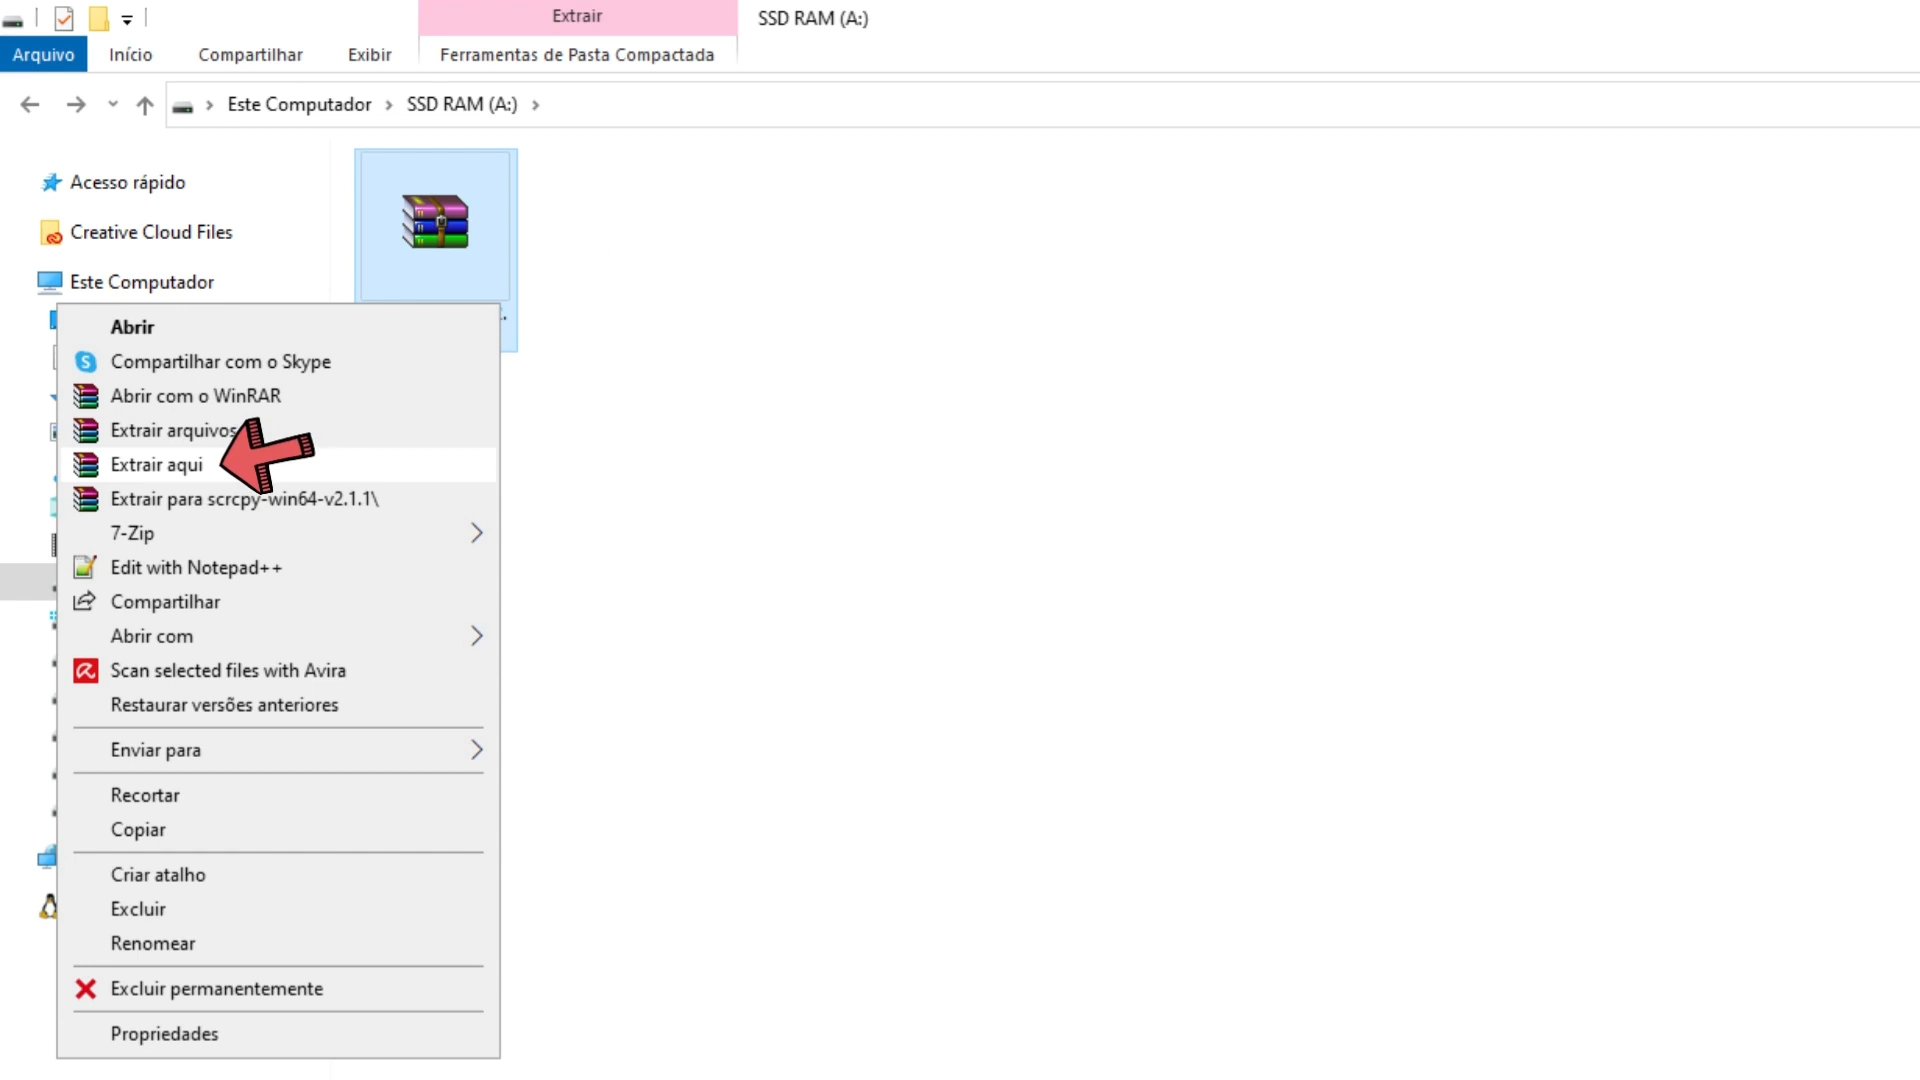 Extrair
SSD RAM (A:)
Arquivo
Início
Compartilhar
Exibir
Ferramentas de Pasta Compactada
Este Computador
SSD RAM (A:)
Acesso rápido
Creative Cloud Files
Este Computador
Abrir
Compartilhar com o Skype
Abrir com o WinRAR
Extrair arquivos
Extrair aqui
Extrair para scrcpy-win64-v2.1.1\
7-Zip
Edit with Notepad++
Compartilhar
Abrir com
Scan selected files with Avira
Restaurar versões anteriores
Enviar para
Recortar
Copiar
Criar atalho
Excluir
Renomear
Excluir permanentemente
Propriedades